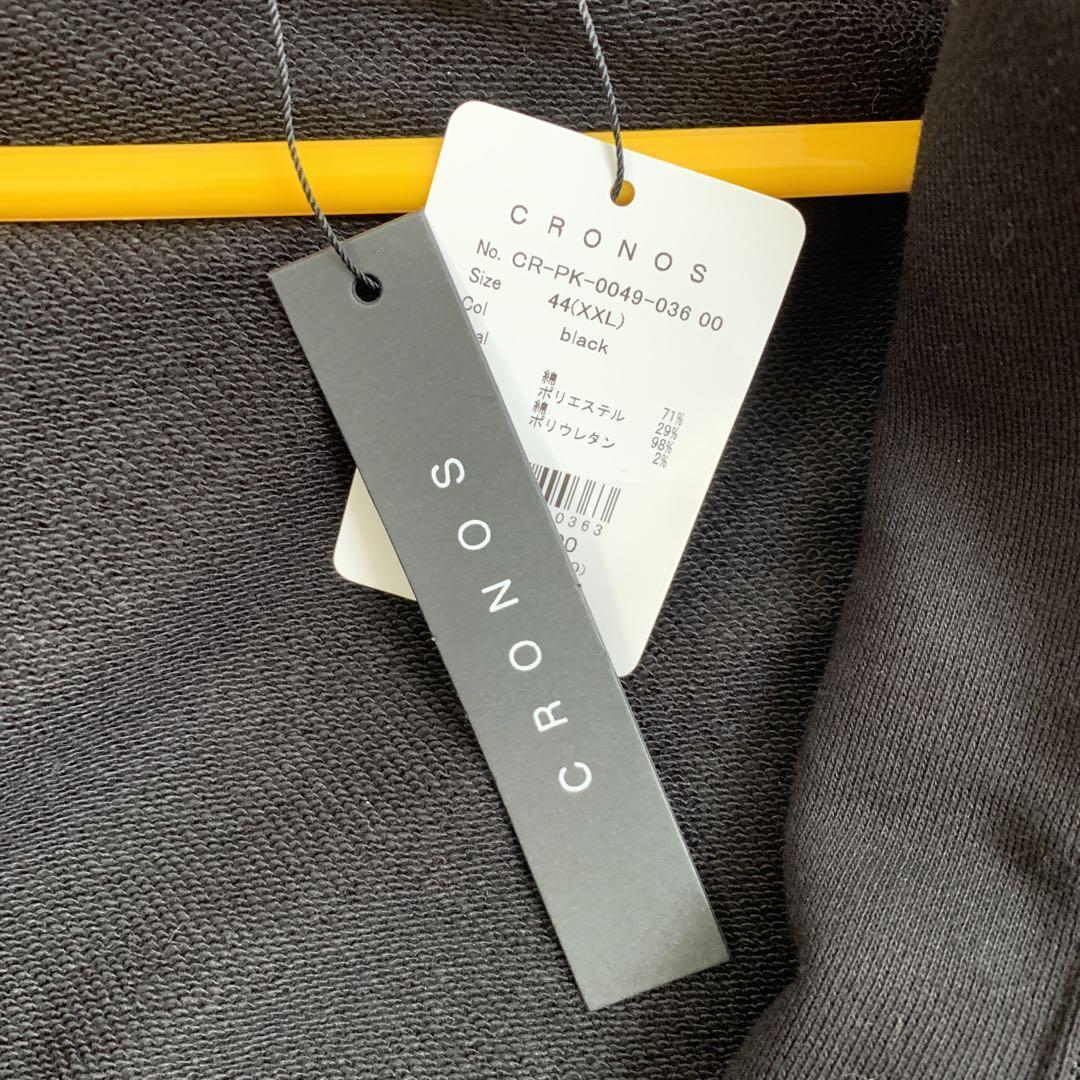 CRONOS
No. CR-PK-0049-036 00
Size 44(XXL)
Col black
綿 71%
ポリエステル 29%
綿 98%
ポリウレタン 2%
0363
CRONOS